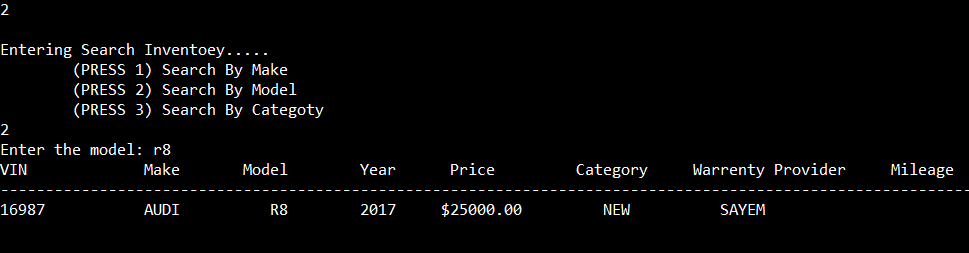 2
Entering Search Inventoey.....
(PRESS 1) Search By Make
(PRESS 2) Search By Model
(PRESS 3) Search By Categoty
2
Enter the model: r8
VIN Make Model Year Price Category Warrenty Provider Mileage
------------------------------------------------------------------------------------------------------------
16987 AUDI R8 2017 $25000.00 NEW SAYEM